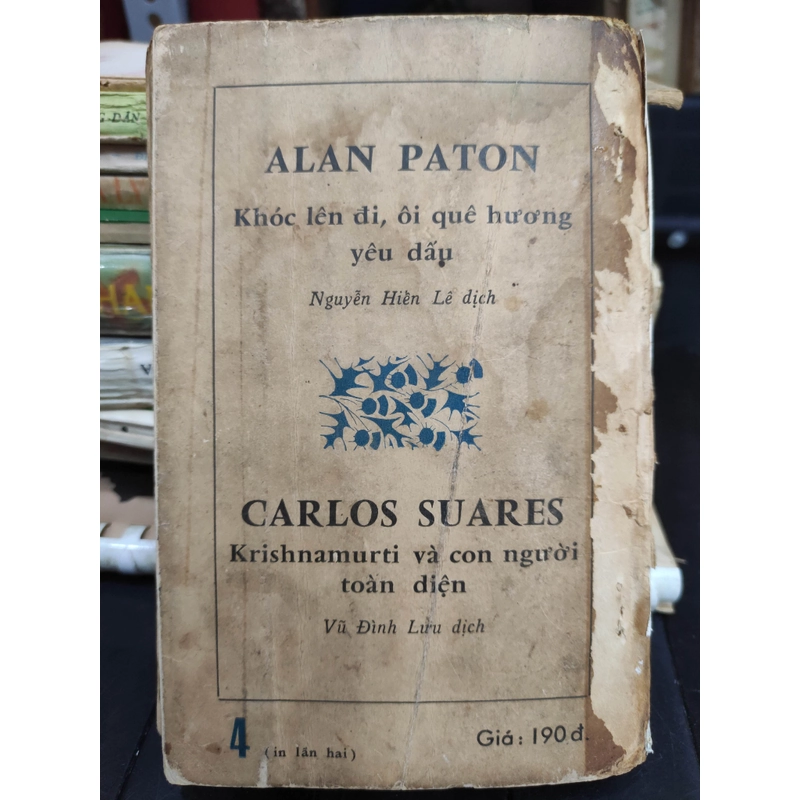 ALAN PATON
Khóc lên đi, ôi quê hương
yêu dấu
Nguyễn Hiến Lê dịch
CARLOS SUARES
Krishnamurti và con người
toàn diện
Vũ Đình Lưu dịch
4 (in lần hai)
Giá: 190 đ.